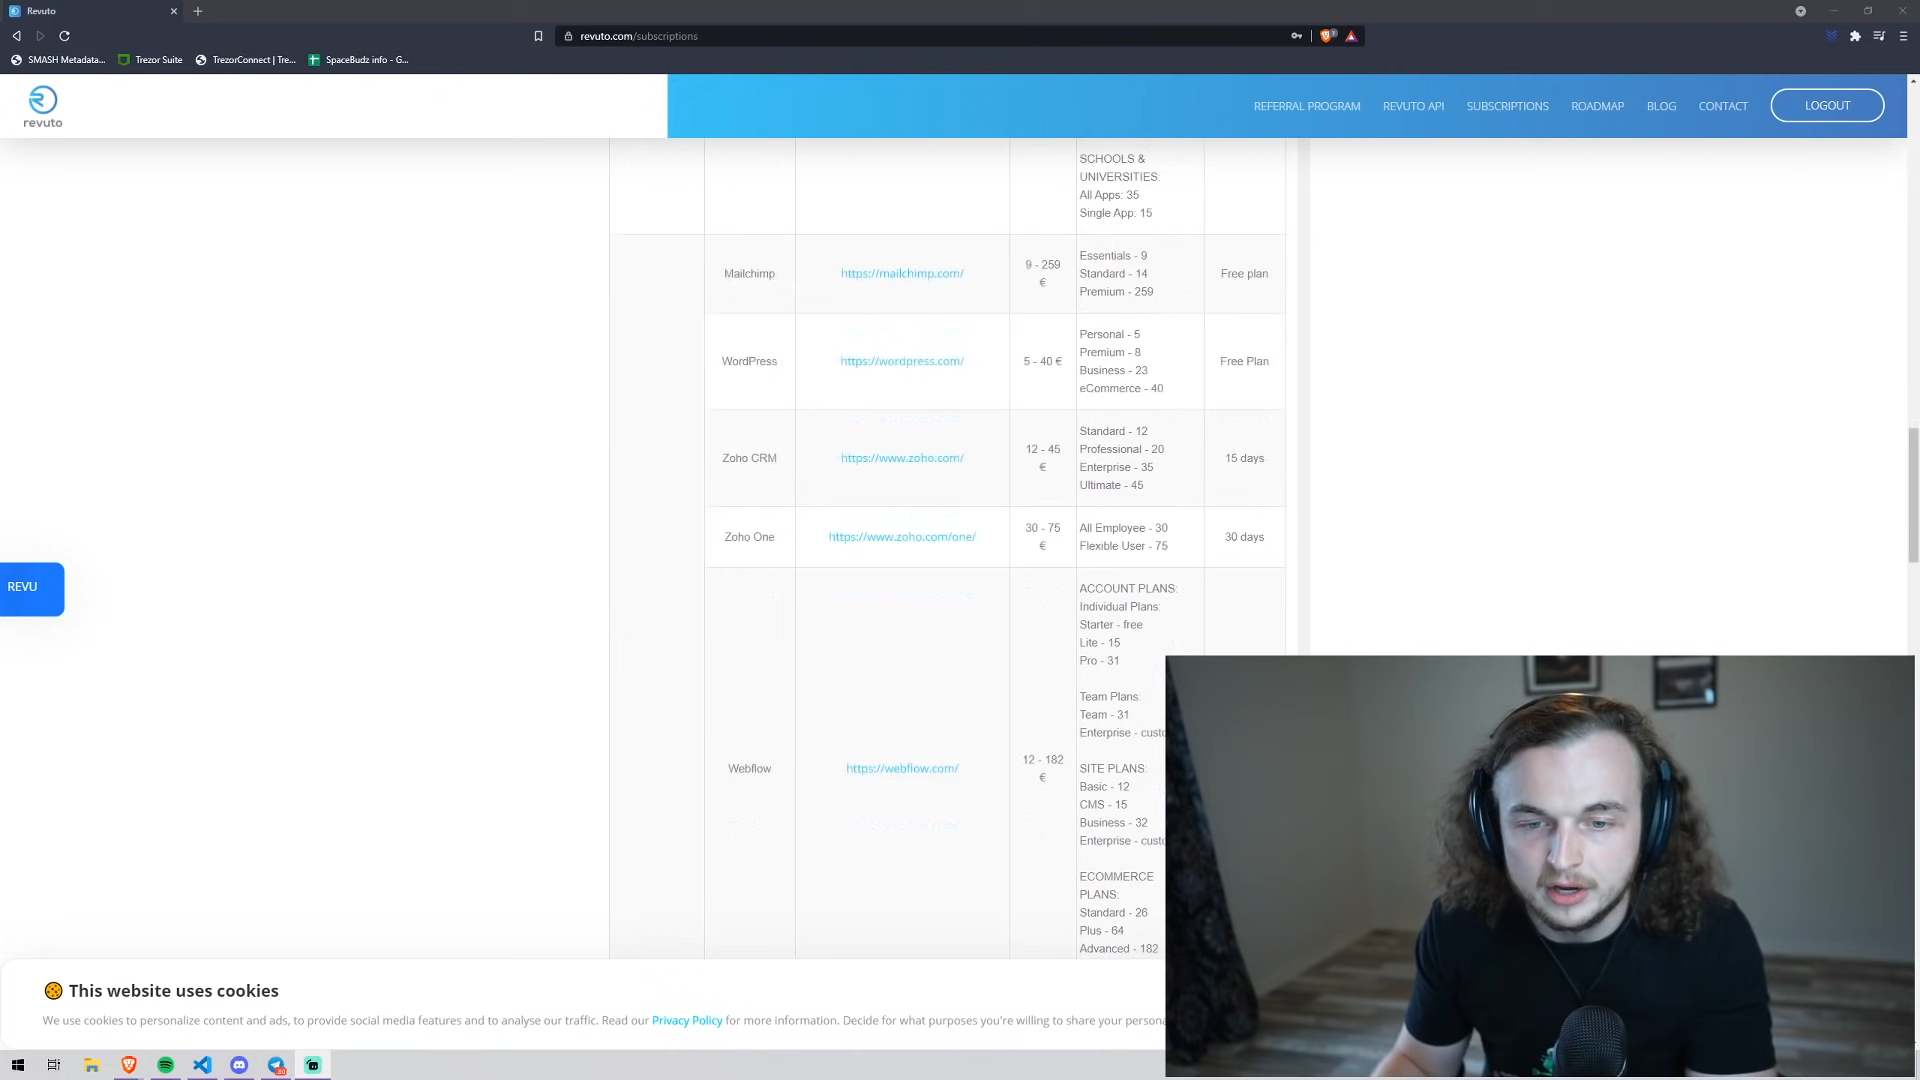 Revuto
revuto.com/subscriptions
SMASH Metadata...
Trezor Suite
TrezorConnect | Tre...
SpaceBudz info - G...
revuto
REFERRAL PROGRAM
REVUTO API
SUBSCRIPTIONS
ROADMAP
BLOG
CONTACT
LOGOUT
SCHOOLS &
UNIVERSITIES:
All Apps: 35
Single App: 15
Mailchimp
https://mailchimp.com/
9 - 259
€
Essentials - 9
Standard - 14
Premium - 259
Free plan
WordPress
https://wordpress.com/
5 - 40 €
Personal - 5
Premium - 8
Business - 23
eCommerce - 40
Free Plan
Zoho CRM
https://www.zoho.com/
12 - 45
€
Standard - 12
Professional - 20
Enterprise - 35
Ultimate - 45
15 days
Zoho One
https://www.zoho.com/one/
30 - 75
€
All Employee - 30
Flexible User - 75
30 days
REVU
Webflow
https://webflow.com/
12 - 182
€
ACCOUNT PLANS:
Individual Plans:
Starter - free
Lite - 15
Pro - 31
Team Plans:
Team - 31
Enterprise - custo
SITE PLANS:
Basic - 12
CMS - 15
Business - 32
Enterprise - custo
ECOMMERCE
PLANS:
Standard - 26
Plus - 64
Advanced - 182
This website uses cookies
We use cookies to personalize content and ads, to provide social media features and to analyse our traffic. Read our Privacy Policy for more information. Decide for what purposes you're willing to share your persona